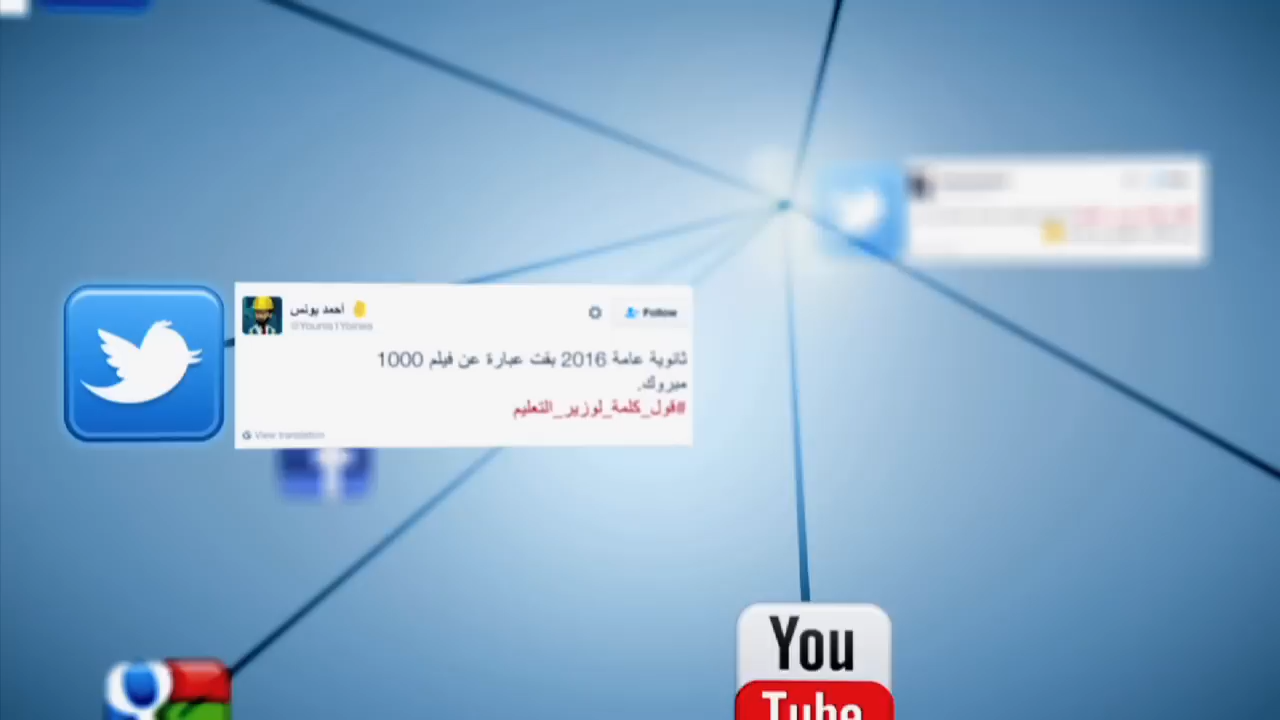 أحمد يونس
Follow
ثانوية عامة 2016 بقت عبارة عن فيلم 1000
مبروك.
#قول_كلمة_لوزير_التعليم
View translation
You
Tube